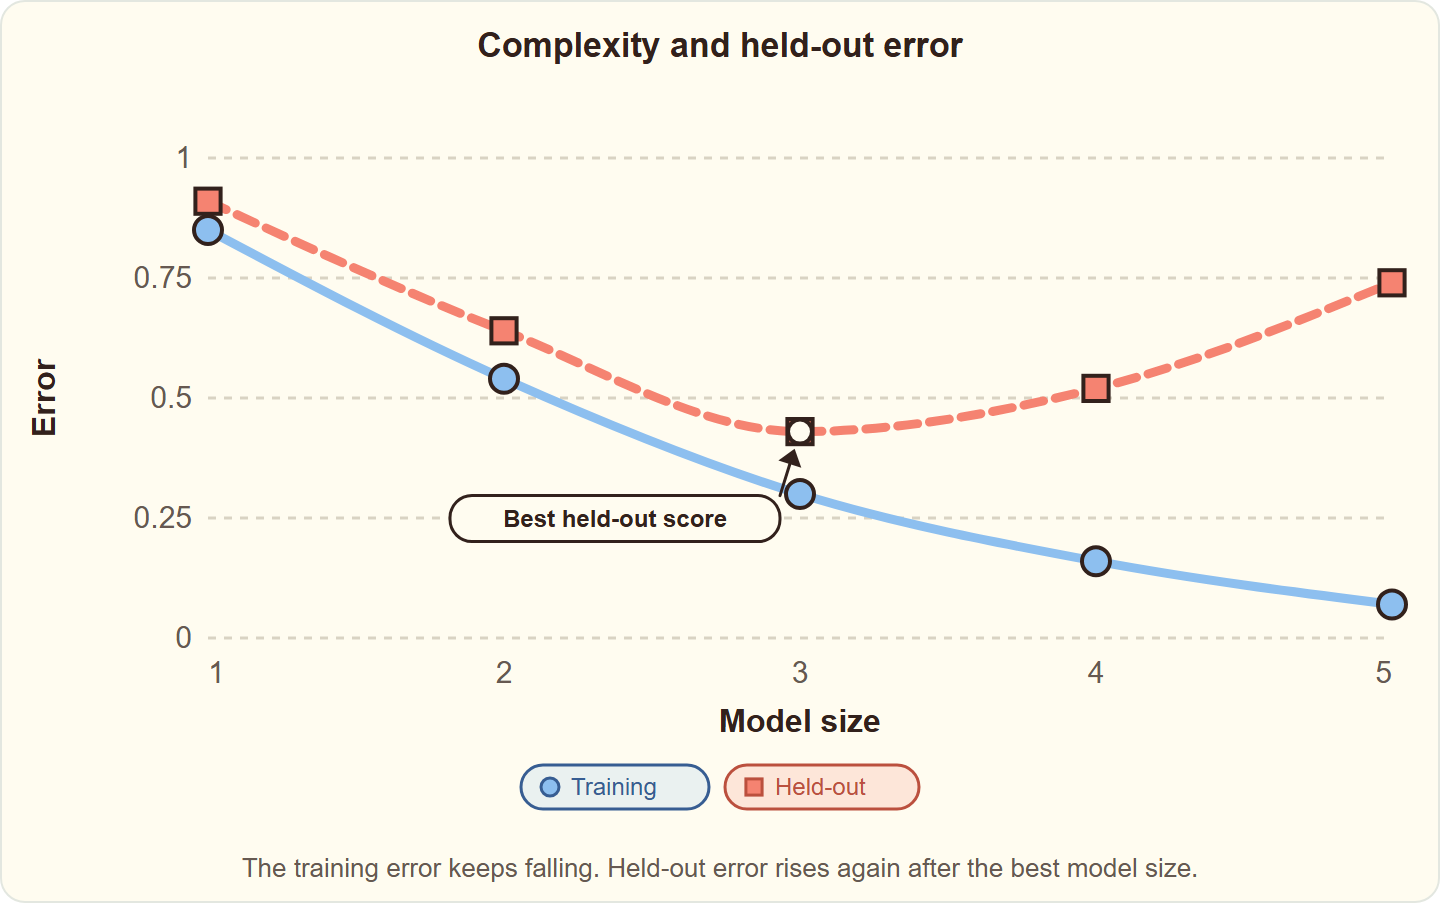 Complexity and held-out error
1
0.75
0.5
0.25
0
Error
Best held-out score
1 2 3 4 5
Model size
Training Held-out
The training error keeps falling. Held-out error rises again after the best model size.